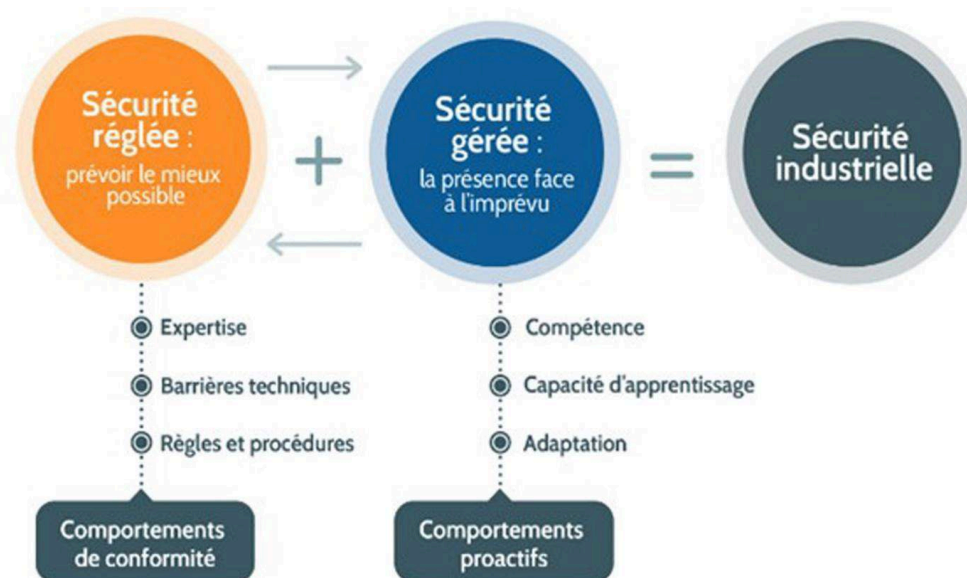 Sécurité
réglée :
prévoir le mieux
possible
+
Sécurité
gérée :
la présence face
à l'imprévu
=
Sécurité
industrielle
Expertise
Barrières techniques
Règles et procédures
Comportements
de conformité
Compétence
Capacité d'apprentissage
Adaptation
Comportements
proactifs